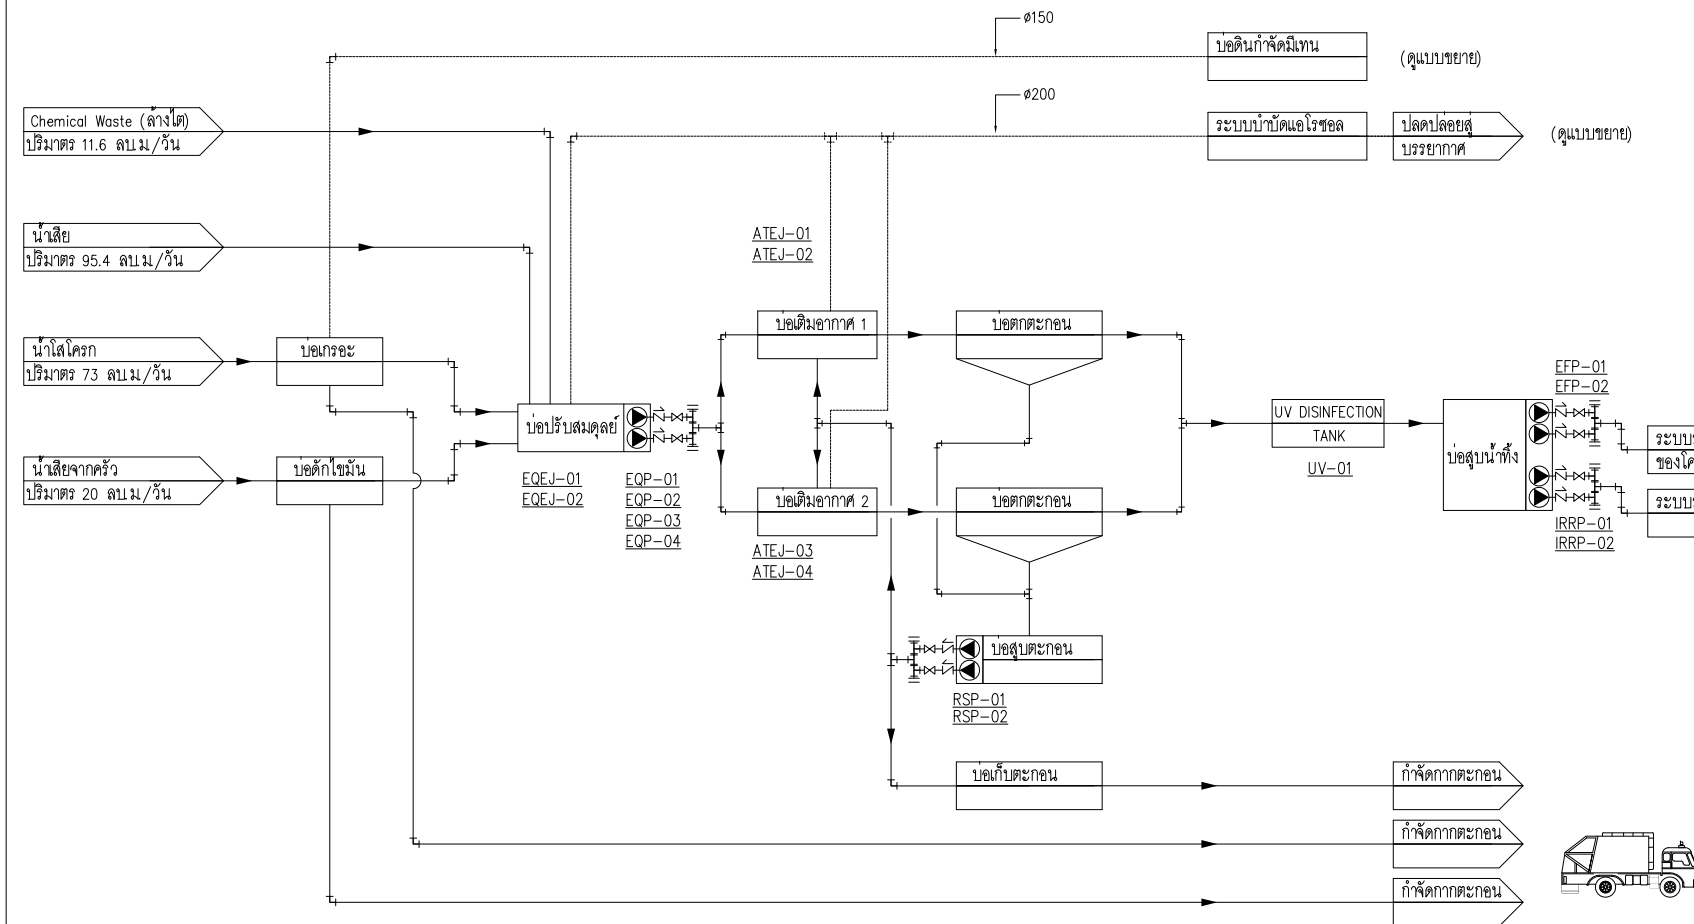 ø150
บ่อดินกำจัดมีเทน
(ดูแบบขยาย)
ø200
Chemical Waste (ล้างไต)
ปริมาตร 11.6 ลบ.ม./วัน
ระบบบำบัดแอโรซอล
ปลดปล่อยสู่
บรรยากาศ
(ดูแบบขยาย)
น้ำเสีย
ปริมาตร 95.4 ลบ.ม./วัน
ATEJ-01
ATEJ-02
บ่อเติมอากาศ 1
บ่อตกตะกอน
น้ำโสโครก
ปริมาตร 73 ลบ.ม./วัน
บ่อเกรอะ
EFP-01
EFP-02
บ่อปรับสมดุลย์
UV DISINFECTION
TANK
UV-01
บ่อสูบน้ำทิ้ง
ของโค
น้ำเสียจากครัว
ปริมาตร 20 ลบ.ม./วัน
บ่อดักไขมัน
EQEJ-01
EQEJ-02
EQP-01
EQP-02
EQP-03
EQP-04
บ่อเติมอากาศ 2
บ่อตกตะกอน
ระบบ
IRRP-01
IRRP-02
ATEJ-03
ATEJ-04
บ่อสูบตะกอน
RSP-01
RSP-02
บ่อเก็บตะกอน
กำจัดกากตะกอน
กำจัดกากตะกอน
กำจัดกากตะกอน